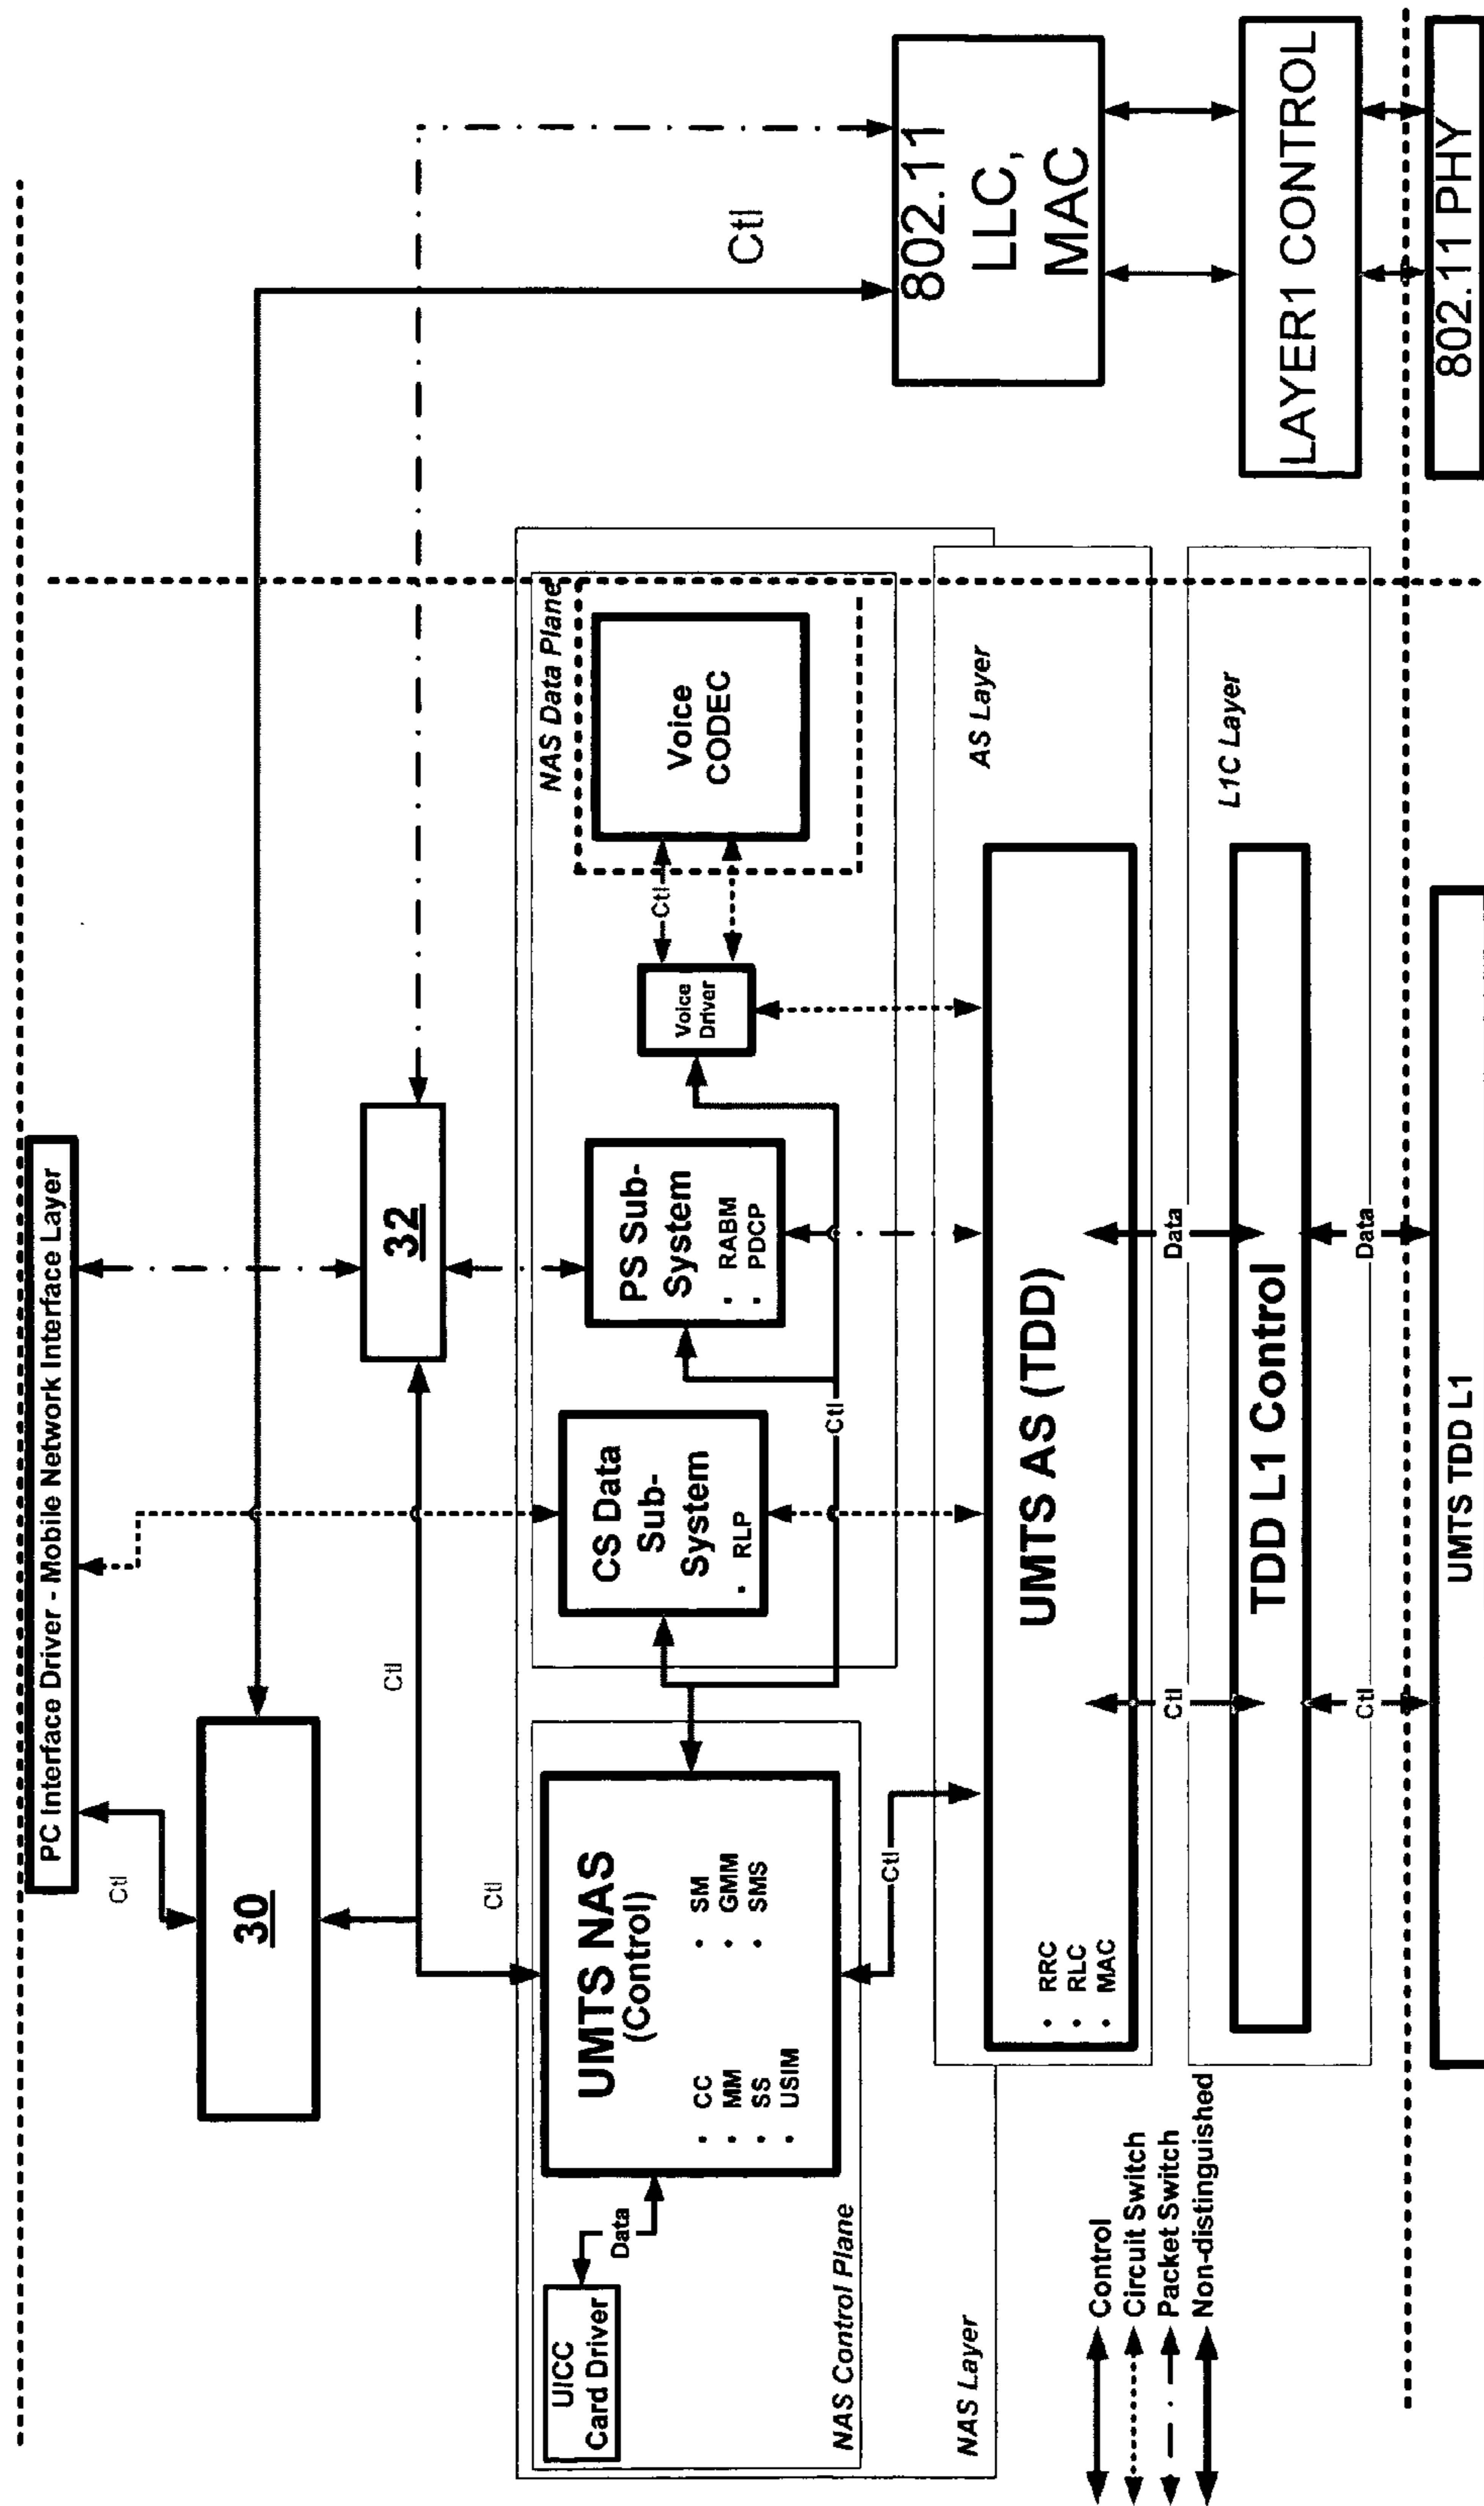 PC Interface Driver - Mobile Network Interface Layer
Ctl
30
32
Ctl
Ctl
Ctl
UICC
Card Driver
Data
UMTS NAS
(Control)
• CC
• MM
• SS
• USIM
• SM
• GMM
• SMS
NAS Control Plane
NAS Layer
CS Data
Sub-
System
• RLP
PS Sub-
System
• RABM
• PDCP
Voice
Driver
Ctl
Voice
CODEC
NAS Data Plane
Ctl
Ctl
802.11
LLC,
MAC
AS Layer
UMTS AS (TDD)
• RRC
• RLC
• MAC
Ctl
Data
L1C Layer
TDD L1 Control
LAYER1 CONTROL
Ctl
Data
UMTS TDD L1
802.11 PHY
Control
Circuit Switch
Packet Switch
Non-distinguished